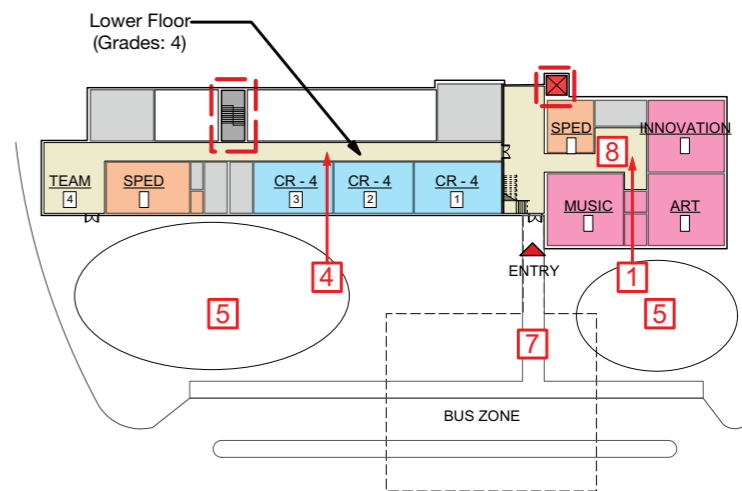 Lower Floor
(Grades: 4)
SPED
INNOVATION
8
TEAM
4
SPED
CR - 4
3
CR - 4
2
CR - 4
1
MUSIC
ART
ENTRY
4
1
5
5
7
BUS ZONE